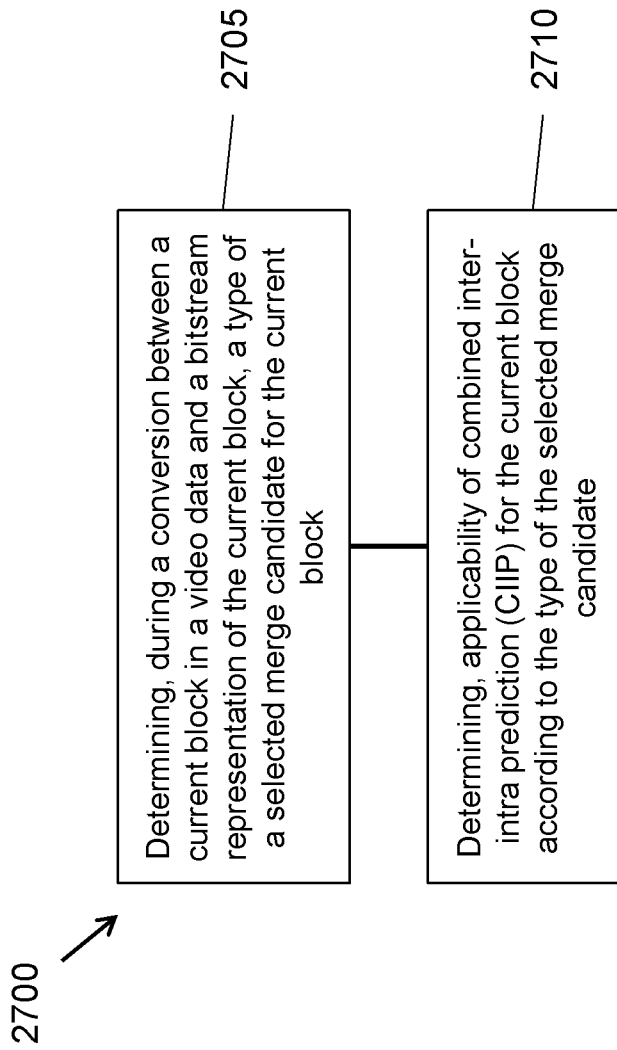 2700
Determining, during a conversion between a
current block in a video data and a bitstream
representation of the current block, a type of
a selected merge candidate for the current
block
2705
Determining, applicability of combined inter-
intra prediction (CIIP) for the current block
according to the type of the selected merge
candidate
2710